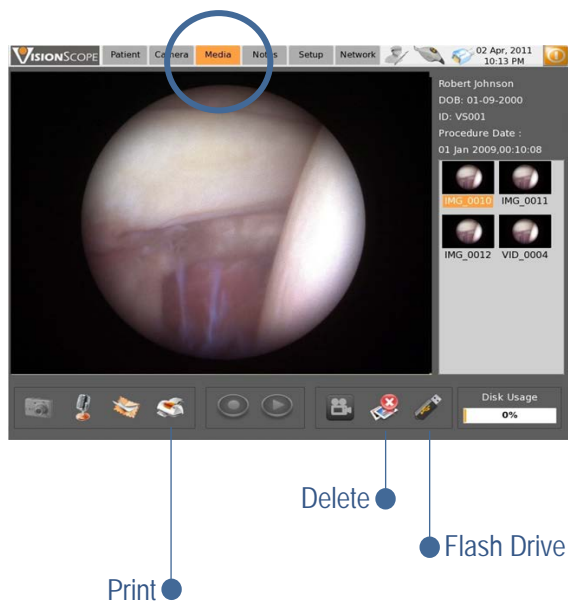 VISIONSCOPE Patient Camera Media Notes Setup Network 02 Apr, 2011
10:13 PM
Robert Johnson
DOB: 01-09-2000
ID: VS001
Procedure Date :
01 Jan 2009,00:10:08
IMG_0010 IMG_0011
IMG_0012 VID_0004
Disk Usage
0%
Delete
Flash Drive
Print